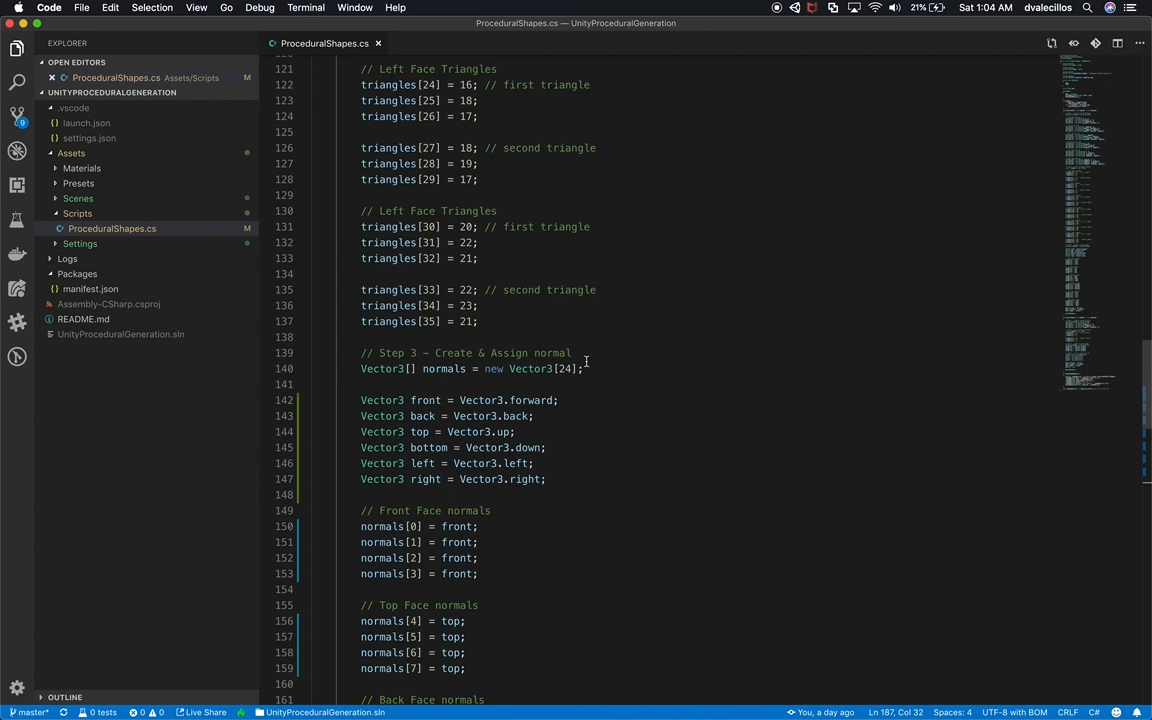 Code File Edit Selection View Go Debug Terminal Window Help
21% Sat 1:04 AM dvalecillos
ProceduralShapes.cs — UnityProceduralGeneration
EXPLORER
OPEN EDITORS
ProceduralShapes.cs Assets/Scripts M
UNITYPROCEDURALGENERATION
.vscode
launch.json
settings.json
Assets
Materials
Presets
Scenes
Scripts
ProceduralShapes.cs M
Settings
Logs
Packages
manifest.json
Assembly-CSharp.csproj
README.md
UnityProceduralGeneration.sln
OUTLINE
9
ProceduralShapes.cs
121 // Left Face Triangles
122 triangles[24] = 16; // first triangle
123 triangles[25] = 18;
124 triangles[26] = 17;
125
126 triangles[27] = 18; // second triangle
127 triangles[28] = 19;
128 triangles[29] = 17;
129
130 // Left Face Triangles
131 triangles[30] = 20; // first triangle
132 triangles[31] = 22;
133 triangles[32] = 21;
134
135 triangles[33] = 22; // second triangle
136 triangles[34] = 23;
137 triangles[35] = 21;
138
139 // Step 3 - Create & Assign normal
140 Vector3[] normals = new Vector3[24];
141
142 Vector3 front = Vector3.forward;
143 Vector3 back = Vector3.back;
144 Vector3 top = Vector3.up;
145 Vector3 bottom = Vector3.down;
146 Vector3 left = Vector3.left;
147 Vector3 right = Vector3.right;
148
149 // Front Face normals
150 normals[0] = front;
151 normals[1] = front;
152 normals[2] = front;
153 normals[3] = front;
154
155 // Top Face normals
156 normals[4] = top;
157 normals[5] = top;
158 normals[6] = top;
159 normals[7] = top;
160
161 // Back Face normals
master* 0 tests 0 0 Live Share UnityProceduralGeneration.sln You, a day ago Ln 187, Col 32 Spaces: 4 UTF-8 with BOM CRLF C#